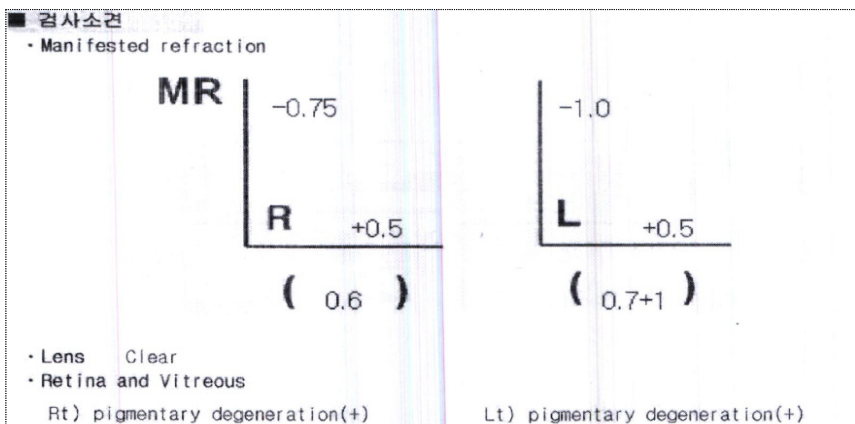 ■ 검사소견
· Manifested refraction
MR
-0.75
-1.0
R +0.5
L +0.5
( 0.6 )
( 0.7+1 )
· Lens Clear
· Retina and Vitreous
Rt) pigmentary degeneration(+) Lt) pigmentary degeneration(+)